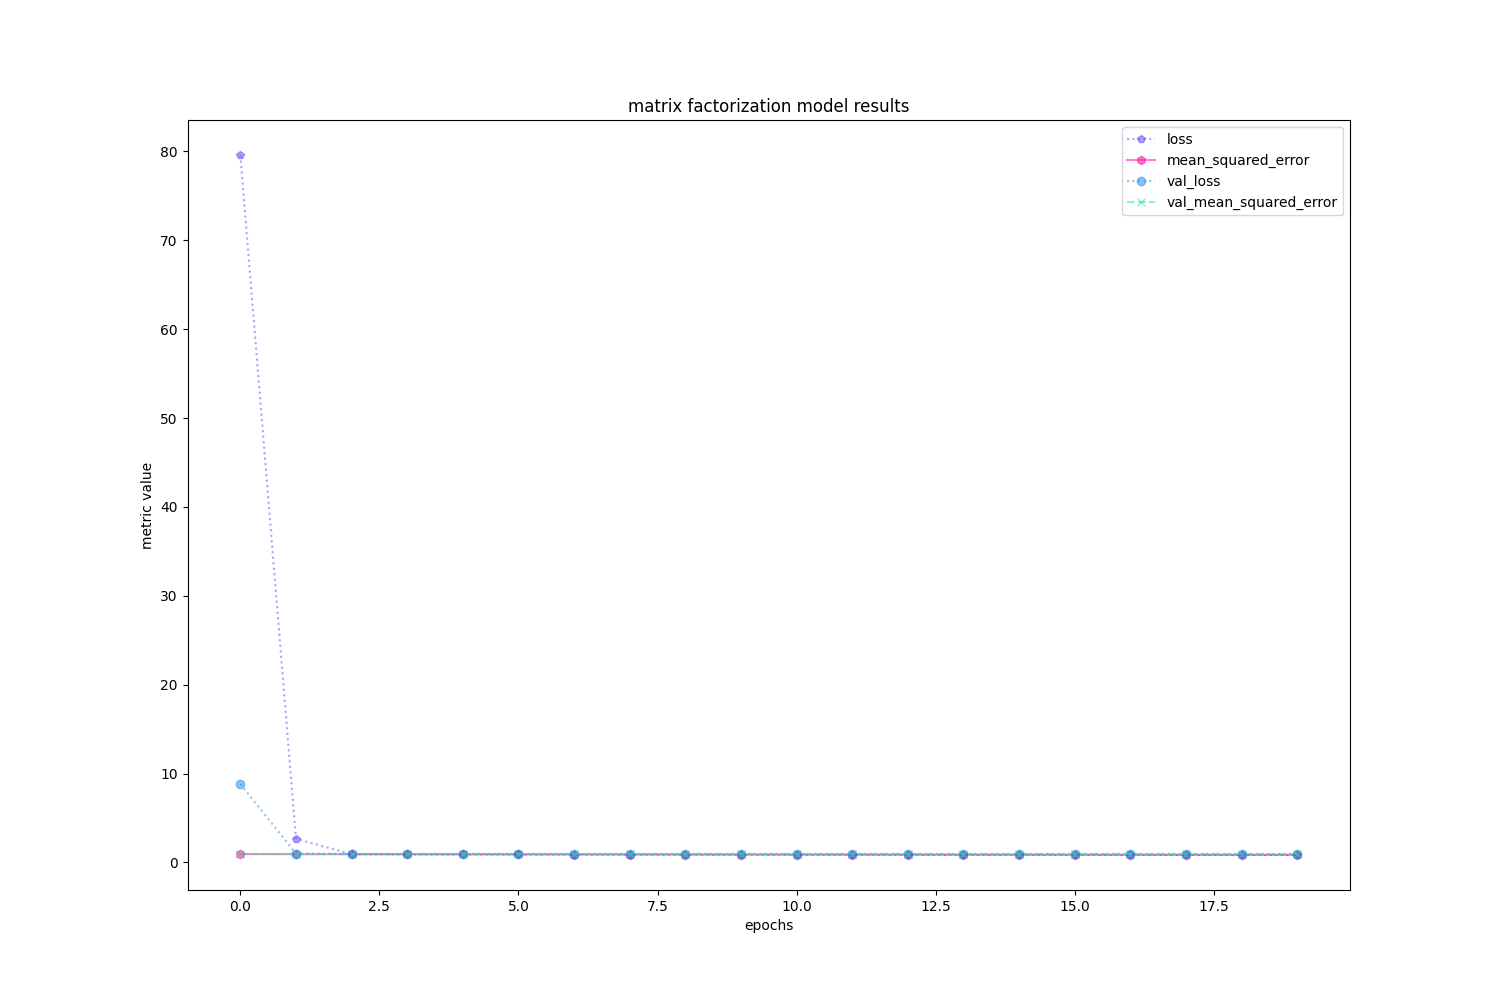 matrix factorization model results
loss
mean_squared_error
val_loss
val_mean_squared_error
80
70
60
50
40
30
20
10
0
metric value
0.0 2.5 5.0 7.5 10.0 12.5 15.0 17.5
epochs